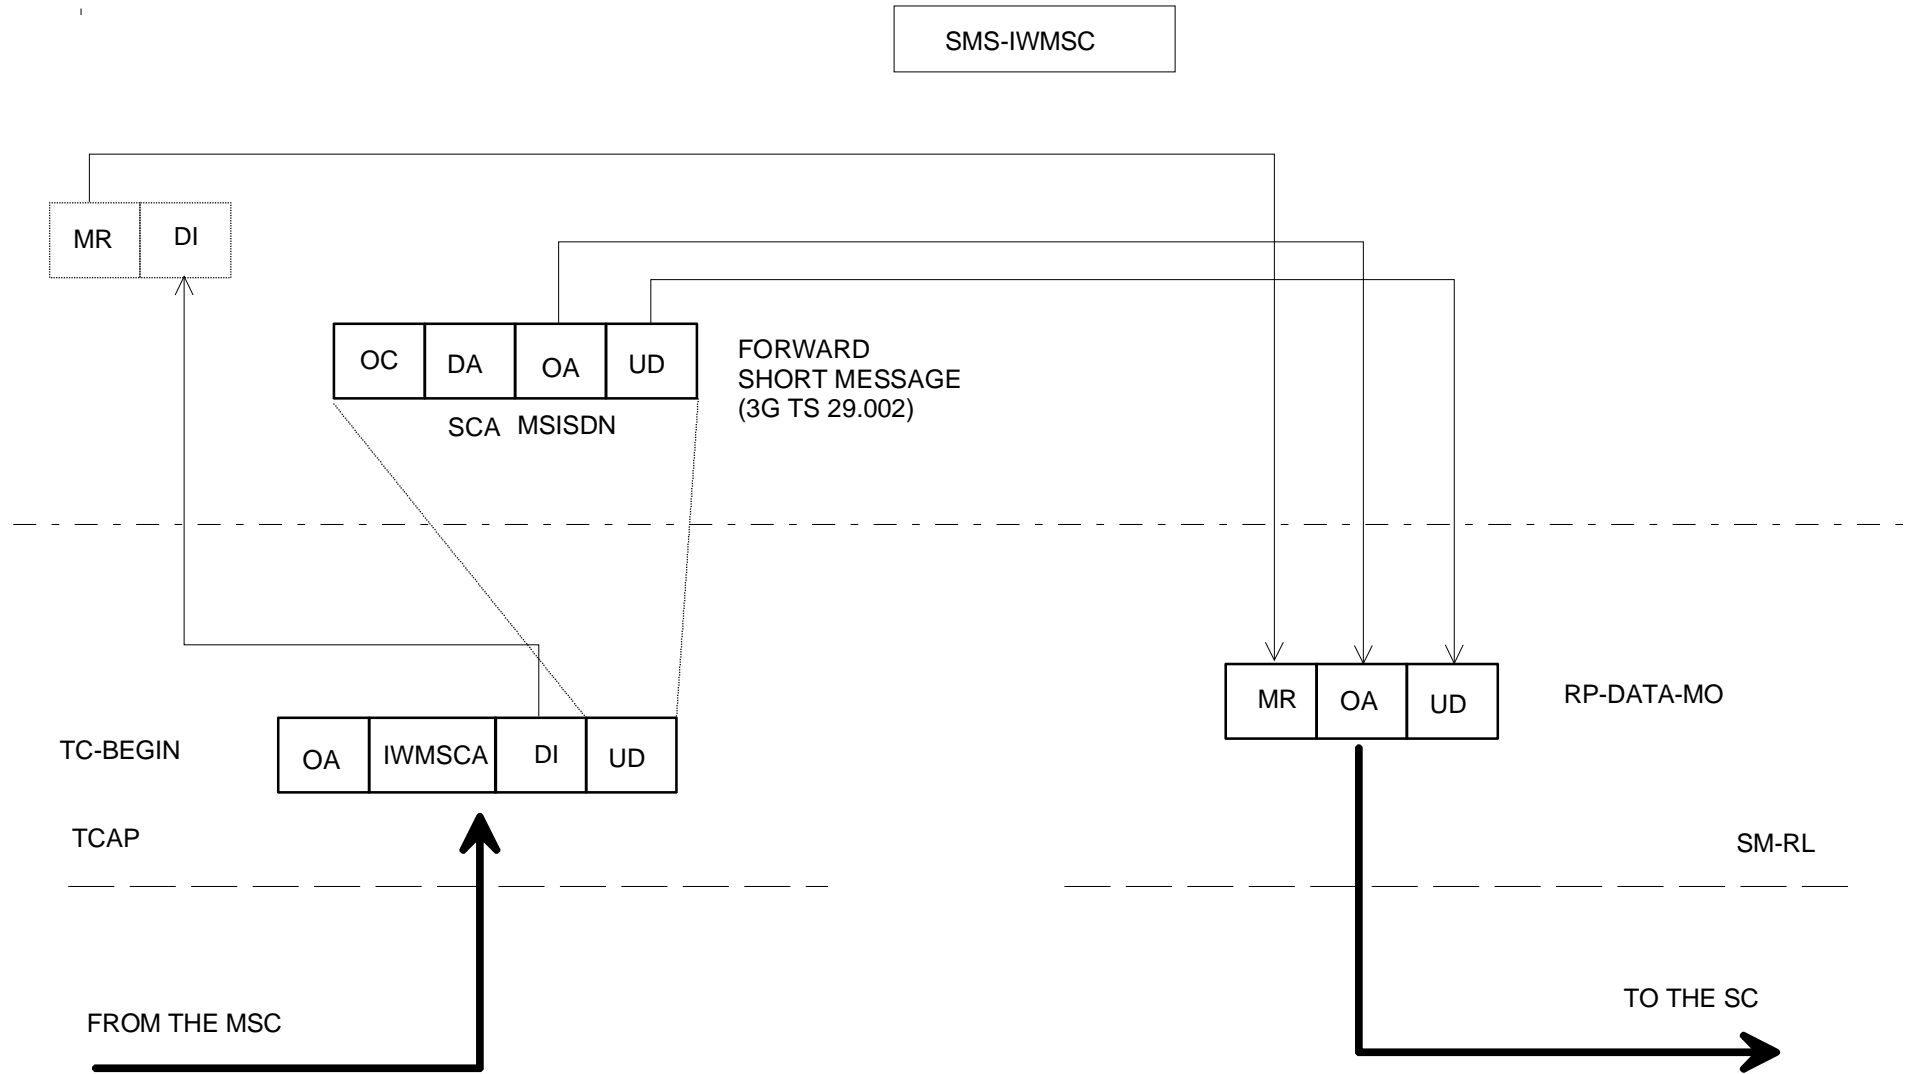 SMS-IWMSC
MR DI
OC DA OA UD
SCA MSISDN
FORWARD
SHORT MESSAGE
(3G TS 29.002)
MR OA UD
RP-DATA-MO
TC-BEGIN
OA IWMSCA DI UD
TCAP
SM-RL
FROM THE MSC
TO THE SC